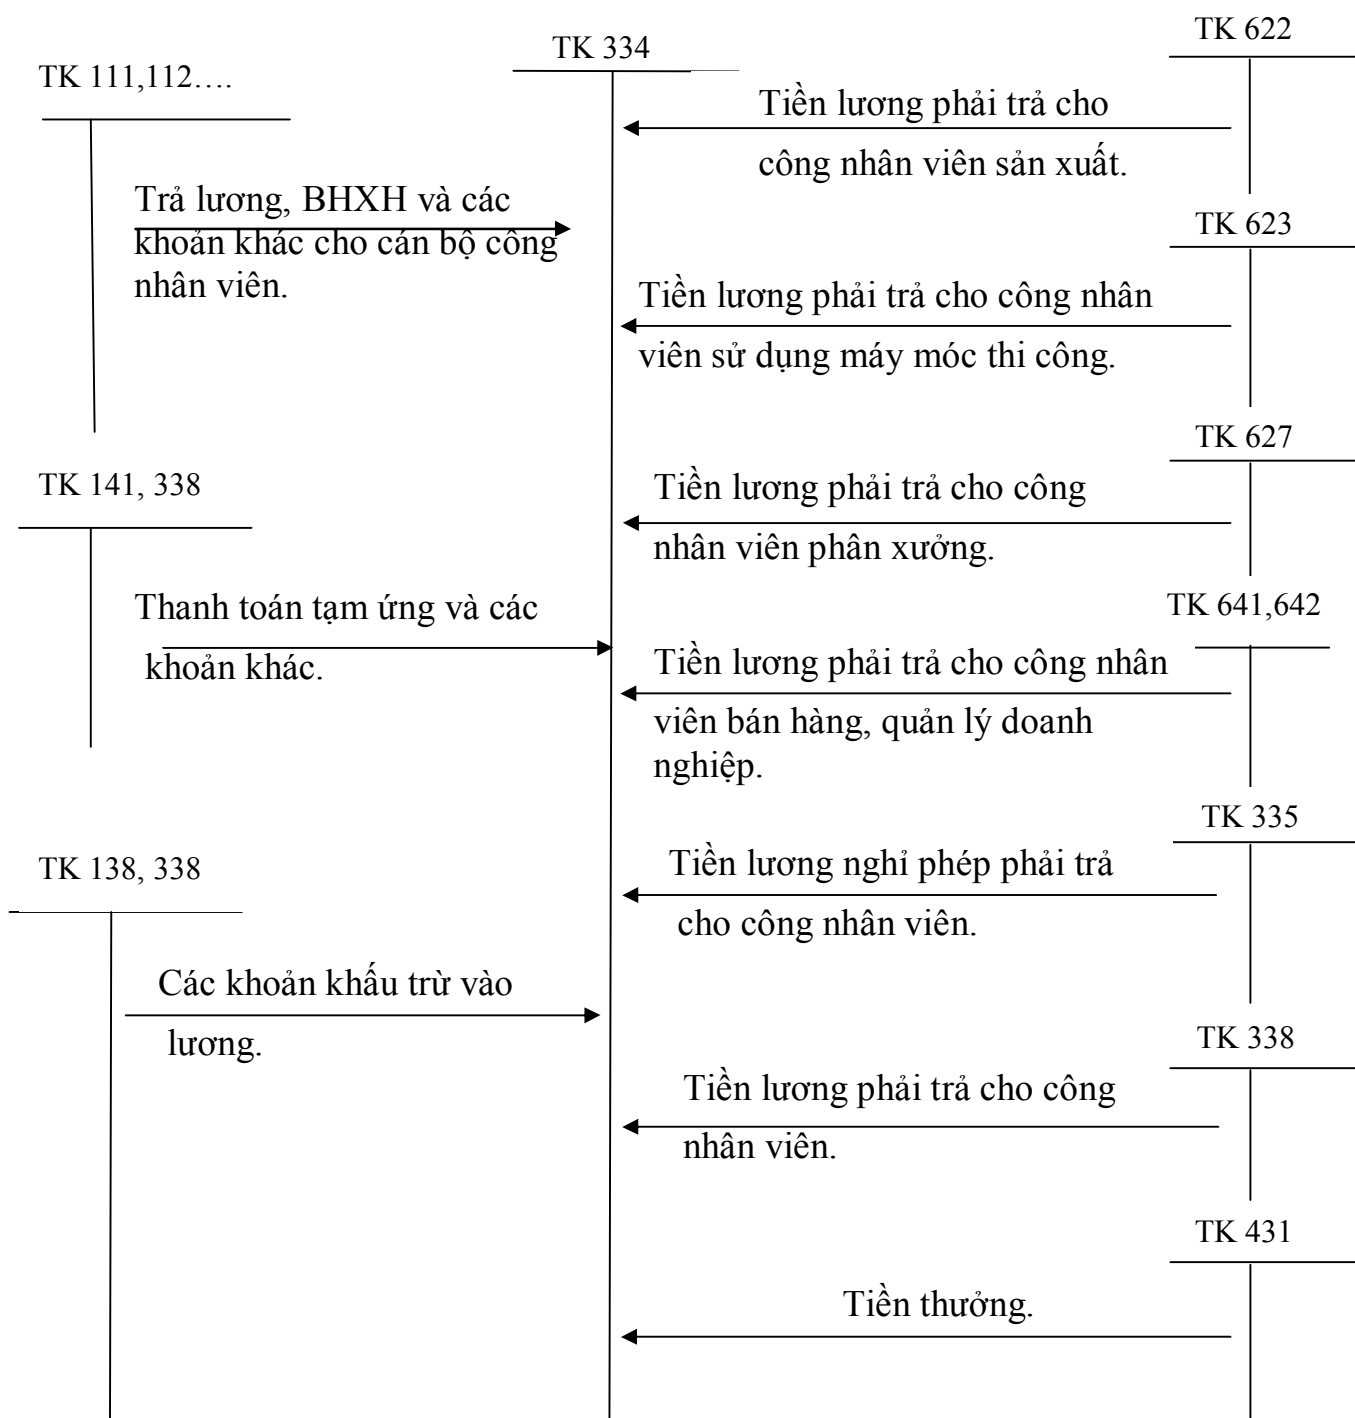 TK 622
TK 334
TK 111,112….
Tiền lương phải trả cho
công nhân viên sản xuất.
Trả lương, BHXH và các
khoản khác cho cán bộ công
nhân viên.
TK 623
Tiền lương phải trả cho công nhân
viên sử dụng máy móc thi công.
TK 627
TK 141, 338
Tiền lương phải trả cho công
nhân viên phân xưởng.
Thanh toán tạm ứng và các
khoản khác.
TK 641,642
Tiền lương phải trả cho công nhân
viên bán hàng, quản lý doanh
nghiệp.
TK 335
TK 138, 338
Tiền lương nghỉ phép phải trả
cho công nhân viên.
Các khoản khấu trừ vào
lương.
TK 338
Tiền lương phải trả cho công
nhân viên.
TK 431
Tiền thưởng.